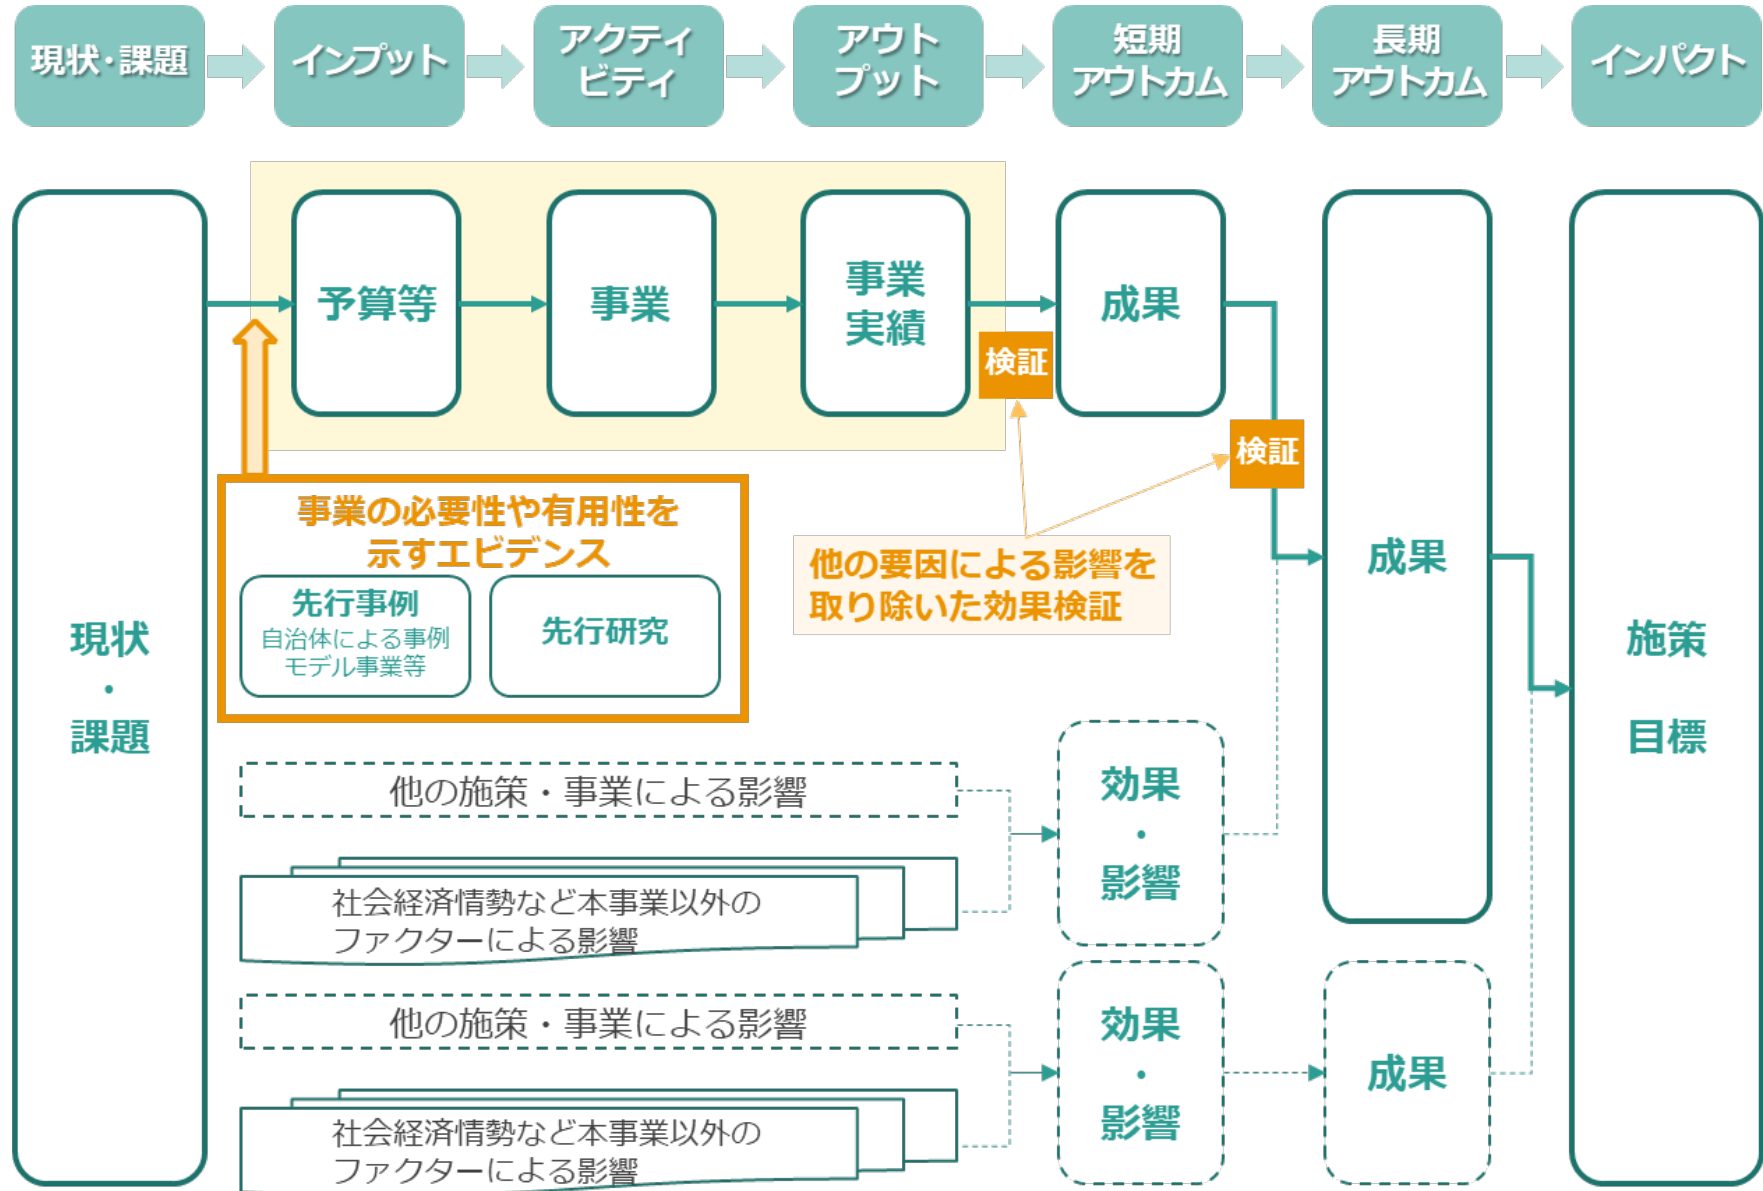 現状・課題
インプット
アクティ
ビティ
アウト
プット
短期
アウトカム
長期
アウトカム
インパクト
現状
・
課題
予算等
事業
事業
実績
成果
検証
検証
事業の必要性や有用性を
示すエビデンス
先行事例
自治体による事例
モデル事業等
先行研究
他の要因による影響を
取り除いた効果検証
成果
施策
目標
他の施策・事業による影響
社会経済情勢など本事業以外の
ファクターによる影響
効果
・
影響
他の施策・事業による影響
社会経済情勢など本事業以外の
ファクターによる影響
効果
・
影響
成果